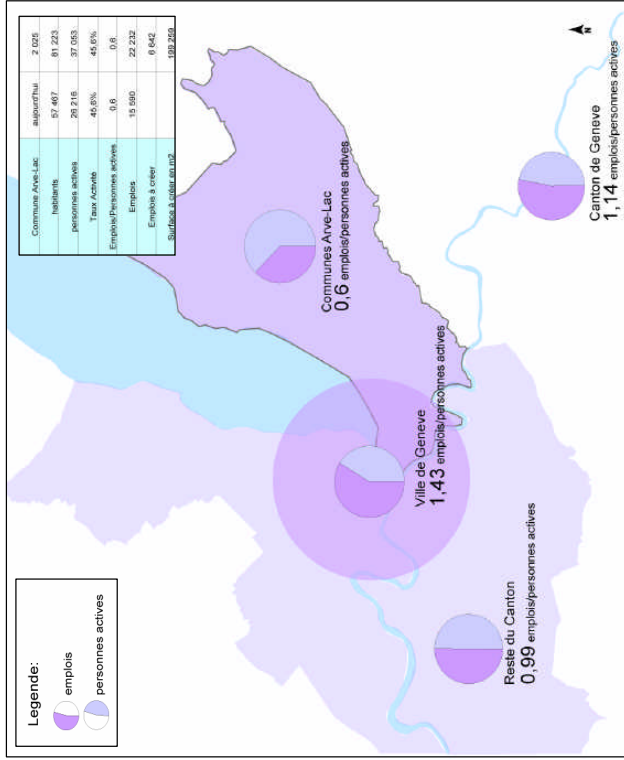 Legende:
emplois
personnes actives
Commune Arve-Lac aujourd'hui 2 025
habitants 57 467 81 223
personnes actives 26 216 37 053
Taux Activité 45,6% 45,6%
Emplois/Personnes actives 0.6 0.6
Emplois 15 590 22 232
Emplois à créer 6 642
Surface à créer en m2 199 259
Communes Arve-Lac
0,6 emplois/personnes actives
Ville de Geneve
1,43 emplois/personnes actives
Reste du Canton
0,99 emplois/personnes actives
Canton de Geneve
1,14 emplois/personnes actives
N